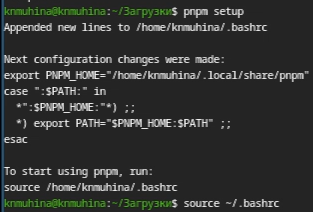 knmuhina@knmuhina:~/Загрузки$ pnpm setup
Appended new lines to /home/knmuhina/.bashrc

Next configuration changes were made:
export PNPM_HOME="/home/knmuhina/.local/share/pnpm"
case ":$PATH:" in
  *":$PNPM_HOME:"*) ;;
  *) export PATH="$PNPM_HOME:$PATH" ;;
esac

To start using pnpm, run:
source /home/knmuhina/.bashrc
knmuhina@knmuhina:~/Загрузки$ source ~/.bashrc